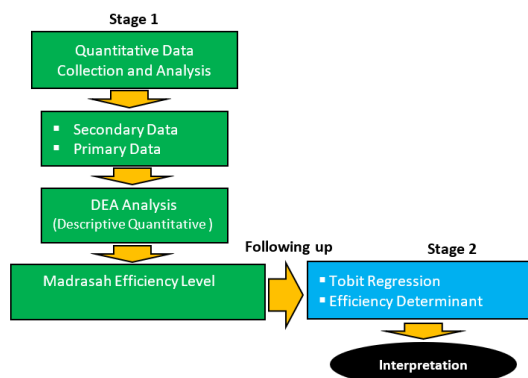 Stage 1
Quantitative Data
Collection and Analysis
▪ Secondary Data
▪ Primary Data
DEA Analysis
(Descriptive Quantitative )
Madrasah Efficiency Level
Following up
Stage 2
▪ Tobit Regression
▪ Efficiency Determinant
Interpretation